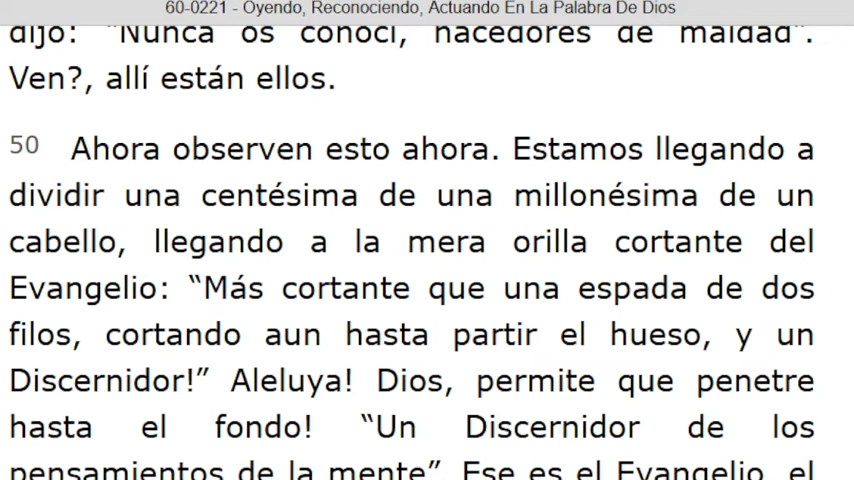 60-0221 - Oyendo, Reconociendo, Actuando En La Palabra De Dios
dijo: “Nunca os conocí, hacedores de maldad”.
Ven?, allí están ellos.
50 Ahora observen esto ahora. Estamos llegando a
dividir una centésima de una millonésima de un
cabello, llegando a la mera orilla cortante del
Evangelio: “Más cortante que una espada de dos
filos, cortando aun hasta partir el hueso, y un
Discernidor!” Aleluya! Dios, permite que penetre
hasta el fondo! “Un Discernidor de los
pensamientos de la mente”. Ese es el Evangelio, el